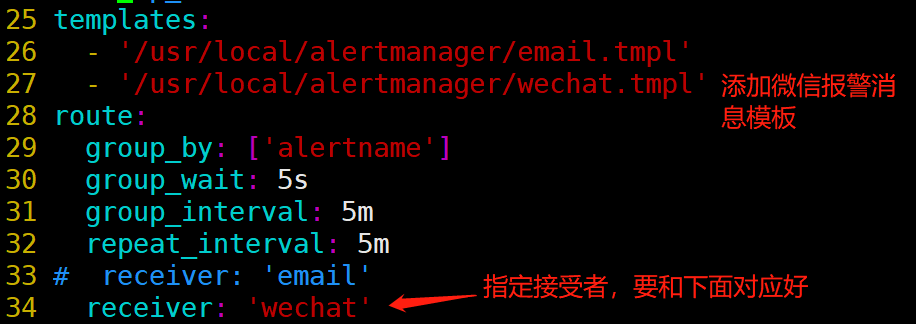 25 templates:
26   - '/usr/local/alertmanager/email.tmpl'
27   - '/usr/local/alertmanager/wechat.tmpl' 添加微信报警消
息模板
28 route:
29   group_by: ['alertname']
30   group_wait: 5s
31   group_interval: 5m
32   repeat_interval: 5m
33 #  receiver: 'email'
34   receiver: 'wechat' 指定接受者，要和下面对应好